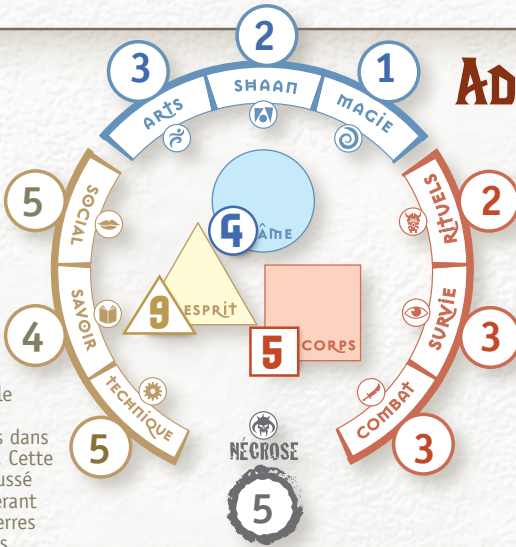 2
3
1
AD
ARTS
SHAAN
MAGIE
5
SOCIAL
RITUELS
2
4
ÂME
9
ESPRIT
4
SAVOIR
SURVIE
3
5
CORPS
TECHNIQUE
COMBAT
5
3
NÉCROSE
5
le
s dans
. Cette
ussé
érant
erres